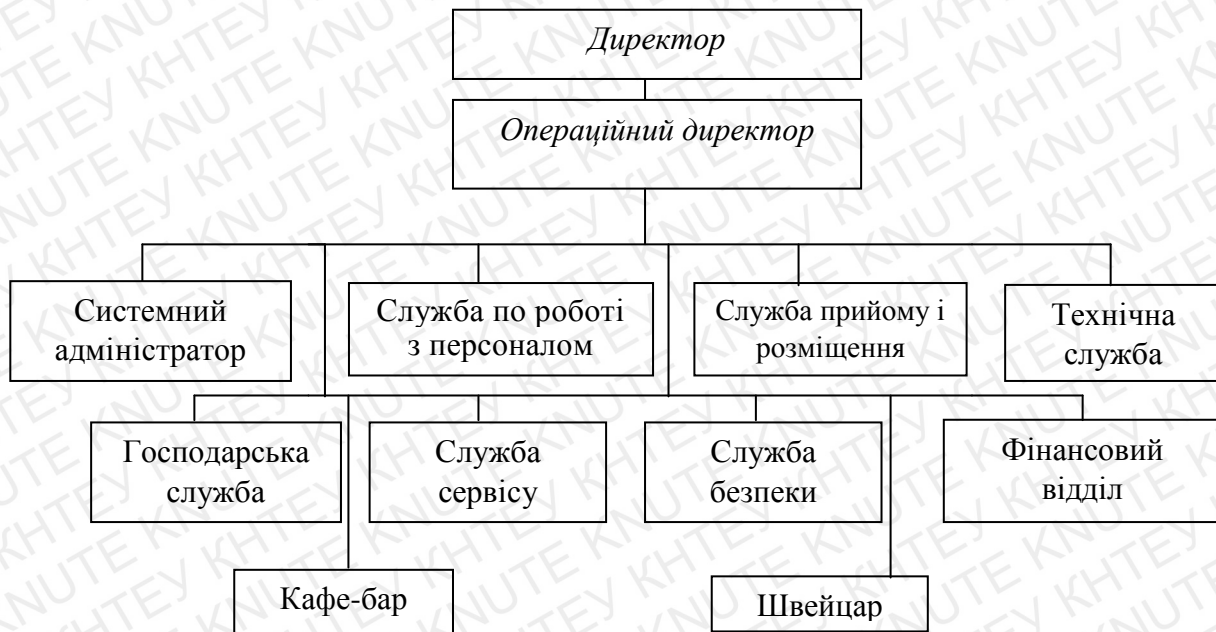 Директор
Операційний директор
Системний
адміністратор
Служба по роботі
з персоналом
Служба прийому і
розміщення
Технічна
служба
Господарська
служба
Служба
сервісу
Служба
безпеки
Фінансовий
відділ
Кафе-бар
Швейцар